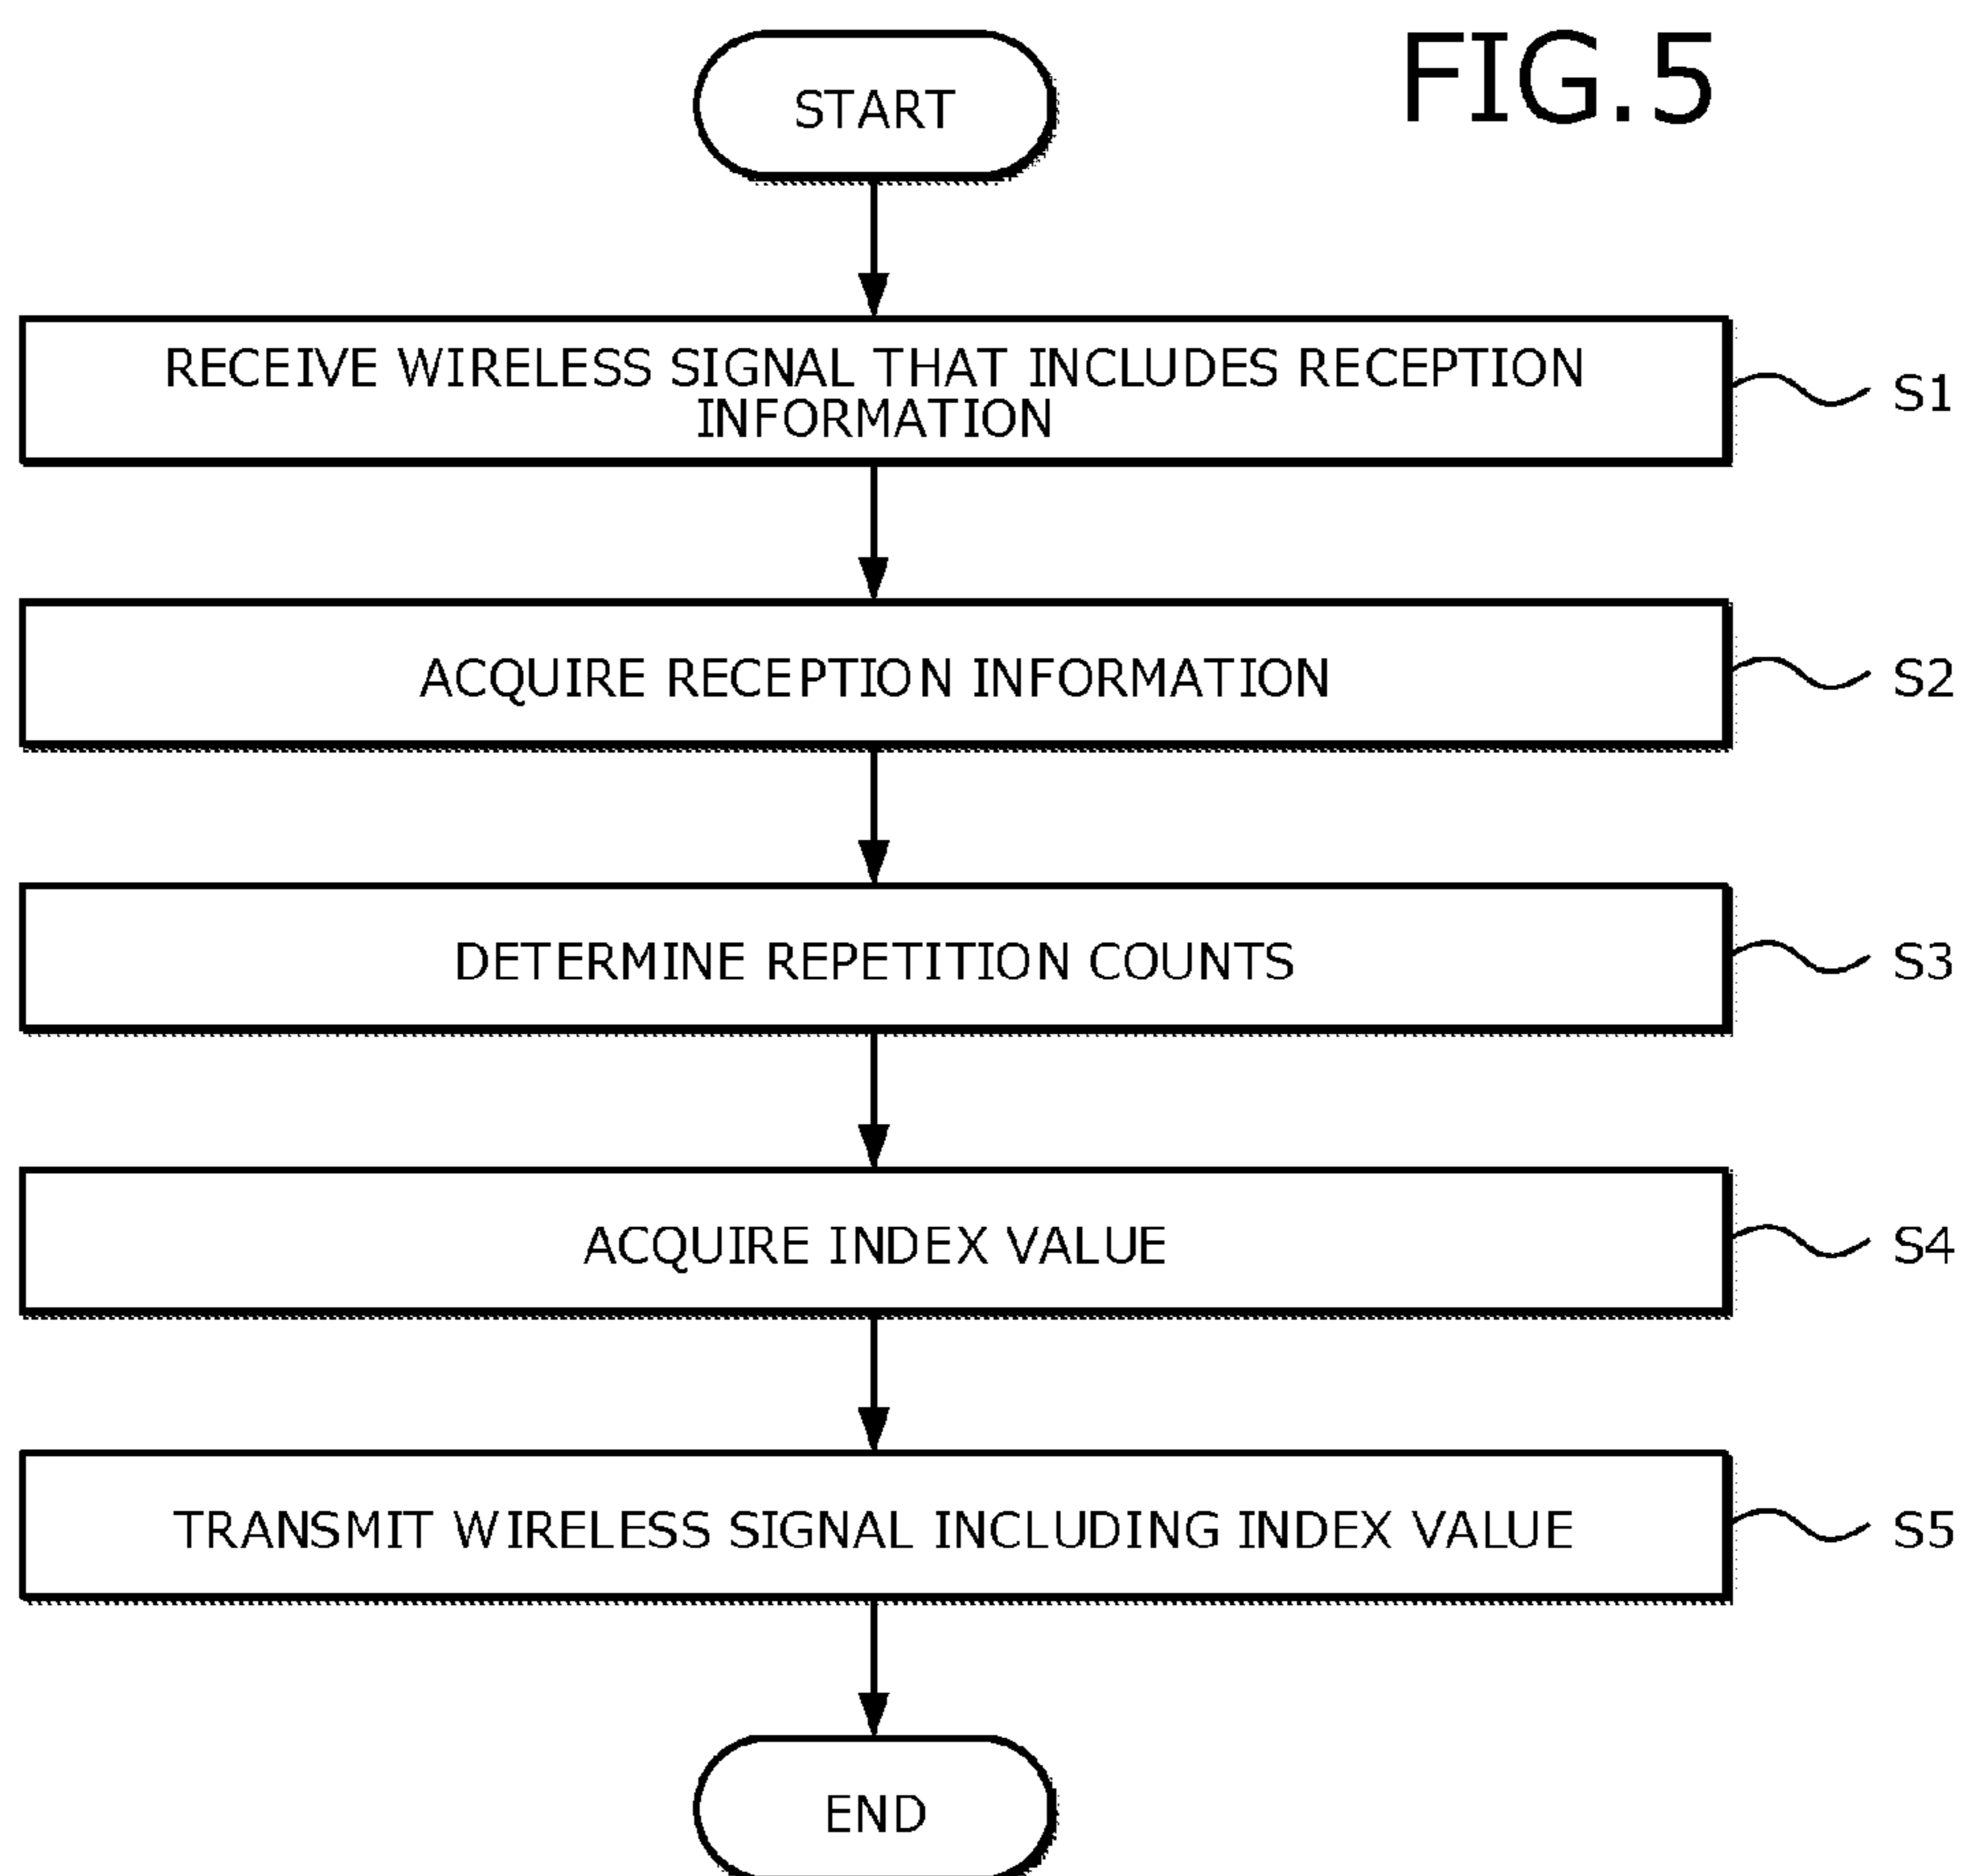 FIG.5
START
RECEIVE WIRELESS SIGNAL THAT INCLUDES RECEPTION
INFORMATION
S1
ACQUIRE RECEPTION INFORMATION
S2
DETERMINE REPETITION COUNTS
S3
ACQUIRE INDEX VALUE
S4
TRANSMIT WIRELESS SIGNAL INCLUDING INDEX VALUE
S5
END